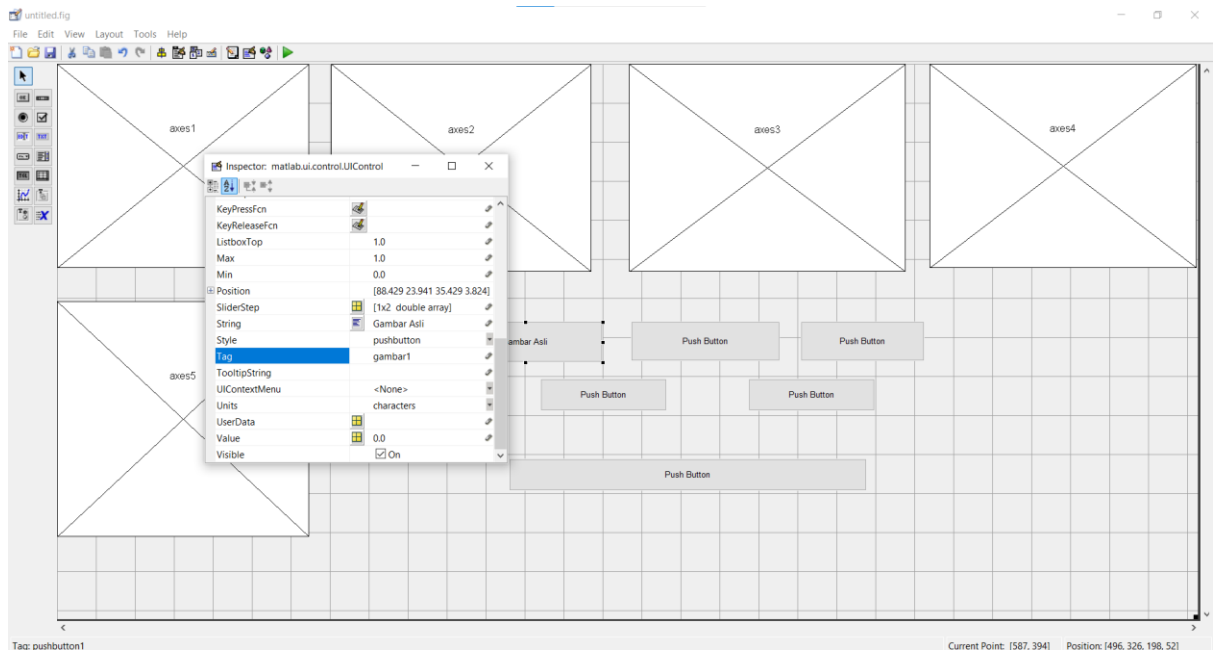 untitled.fig
File Edit View Layout Tools Help
axes1
axes2
axes3
axes4
Inspector: matlab.ui.control.UIControl
KeyPressFcn
KeyReleaseFcn
ListboxTop 1.0
Max 1.0
Min 0.0
Position [88.429 23.941 35.429 3.824]
SliderStep [1x2 double array]
String Gambar Asli
Style pushbutton
Tag gambar1
TooltipString
UIContextMenu <None>
Units characters
UserData
Value 0.0
Visible On
axes5
ambar Asli
Push Button
Push Button
Push Button
Push Button
Push Button
Tag: pushbutton1
Current Point: [587, 394] Position: [496, 326, 198, 52]